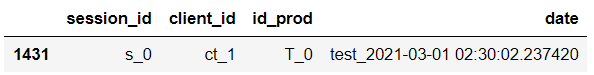 session_id client_id id_prod date
1431 s_0 ct_1 T_0 test_2021-03-01 02:30:02.237420